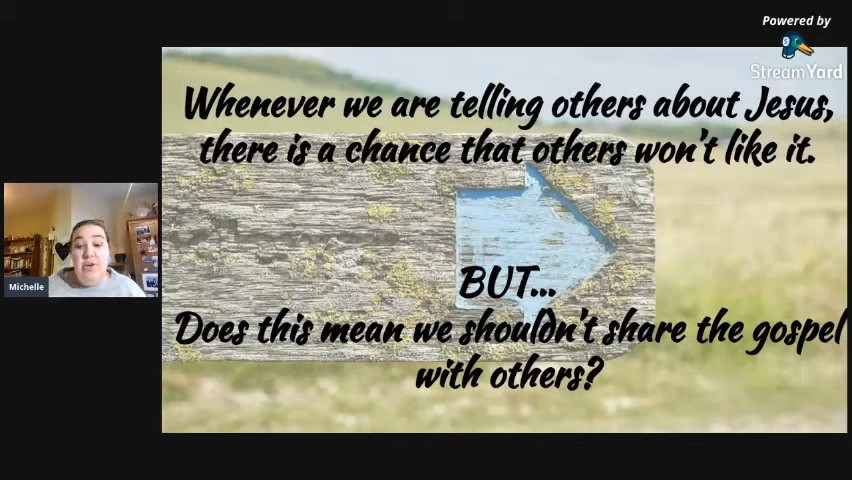 Powered by
StreamYard
Whenever we are telling others about Jesus,
there is a chance that others won't like it.
BUT...
Does this mean we shouldn't share the gospel
with others?
Michelle